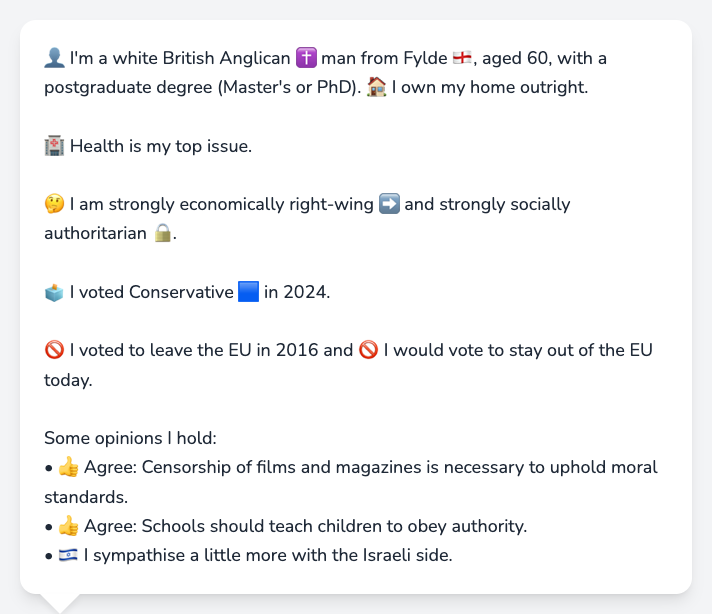 👤 I'm a white British Anglican ✝️ man from Fylde 🏴󠁧󠁢󠁥󠁮󠁧󠁿, aged 60, with a
postgraduate degree (Master's or PhD). 🏠 I own my home outright.
🏥 Health is my top issue.
🤔 I am strongly economically right-wing ➡️ and strongly socially
authoritarian 🔒.
🗳️ I voted Conservative 🟦 in 2024.
🚫 I voted to leave the EU in 2016 and 🚫 I would vote to stay out of the EU
today.
Some opinions I hold:
• 👍 Agree: Censorship of films and magazines is necessary to uphold moral
standards.
• 👍 Agree: Schools should teach children to obey authority.
• 🇮🇱 I sympathise a little more with the Israeli side.